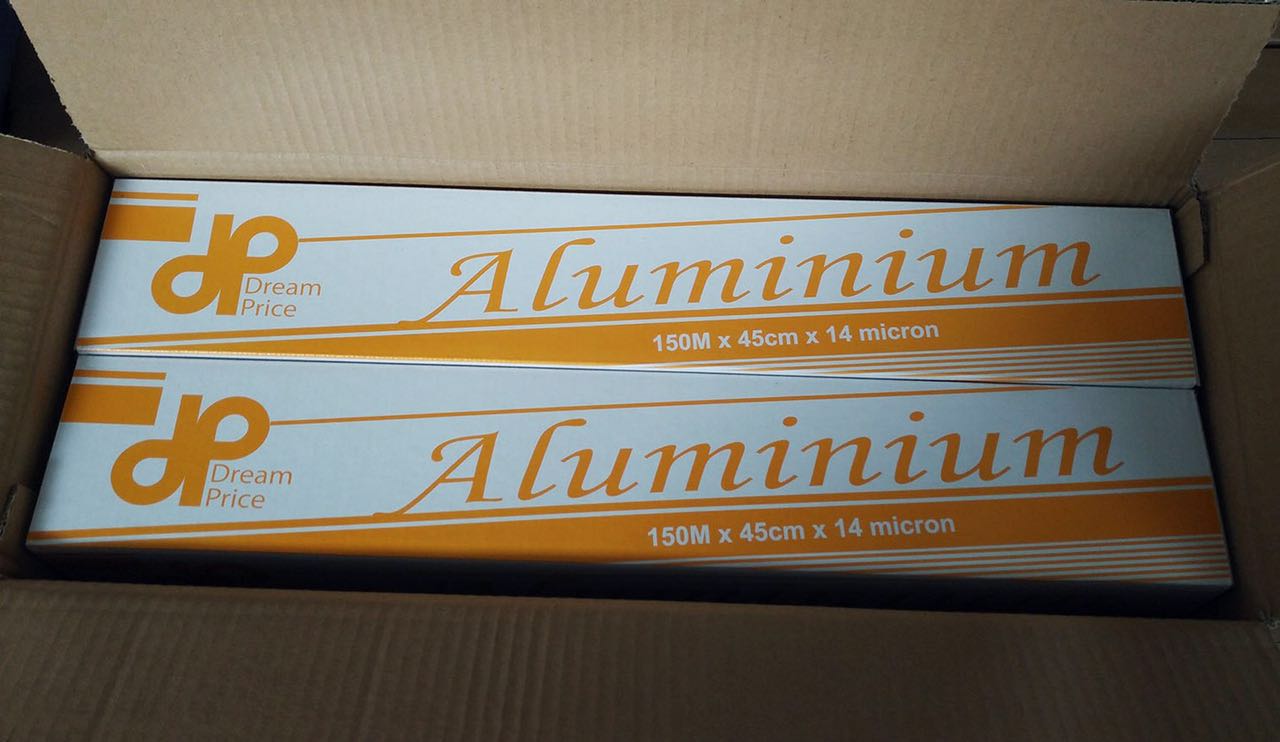 dp
Dream
Price
Aluminium
150M x 45cm x 14 micron
dp
Dream
Price
Aluminium
150M x 45cm x 14 micron